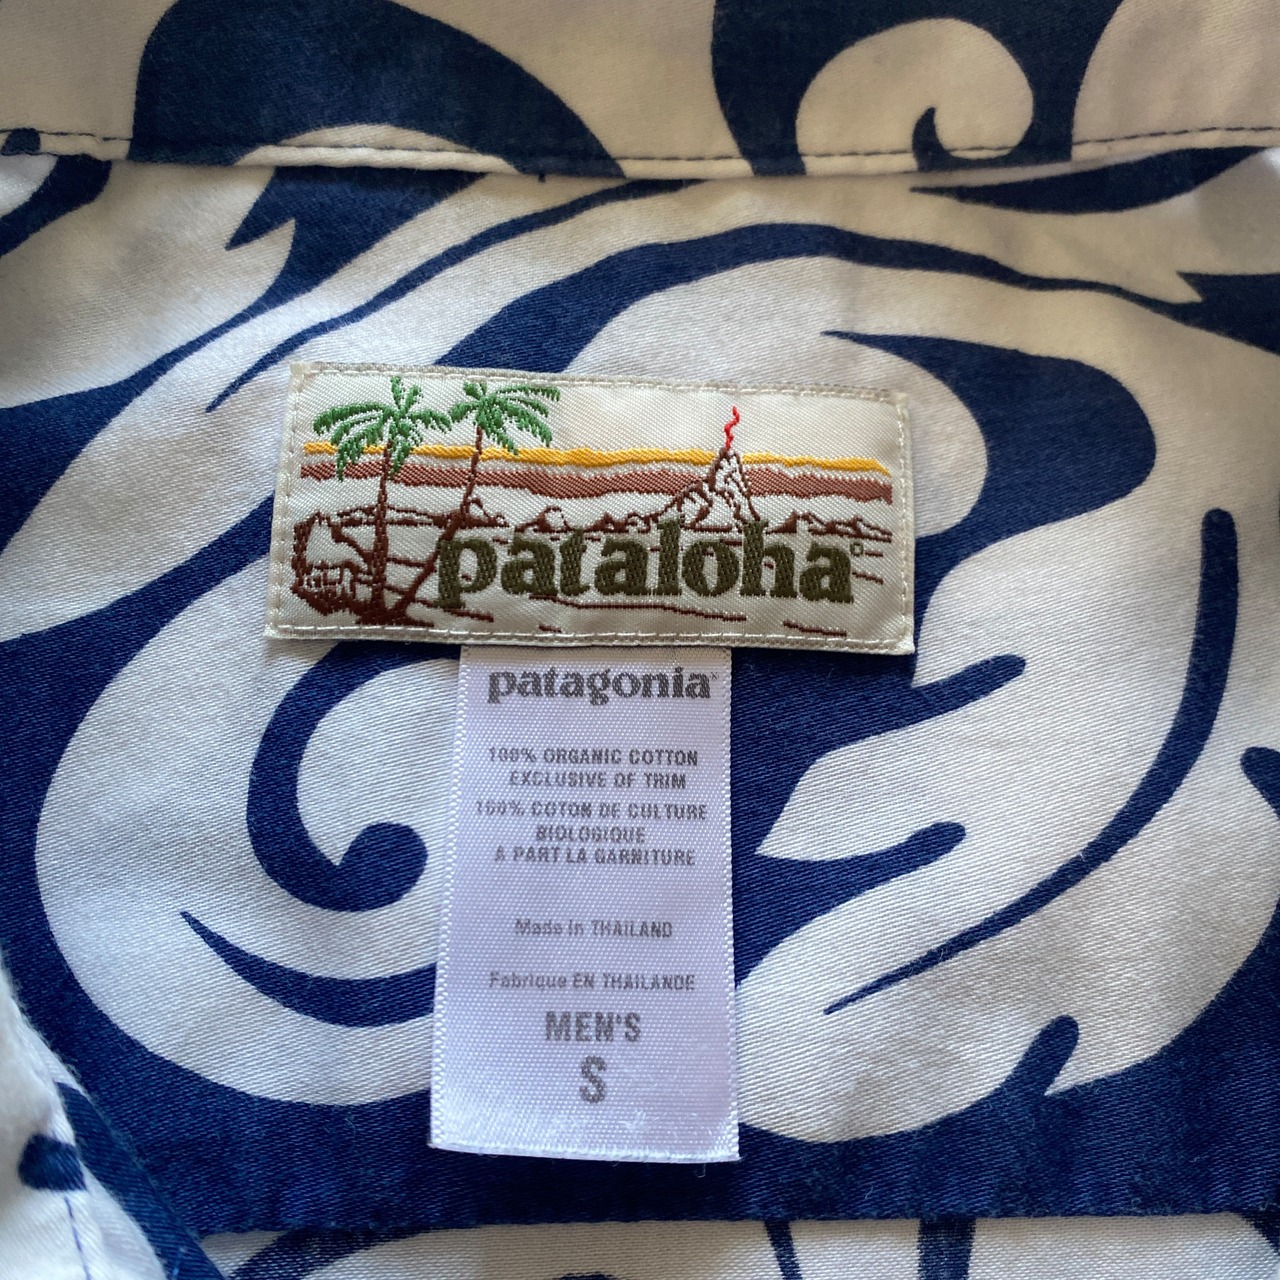 pataloha®
patagonia®
100% ORGANIC COTTON
EXCLUSIVE OF TRIM
100% COTON DE CULTURE
BIOLOGIQUE
A PART LA GARNITURE
Made in THAILAND
Fabrique EN THAILANDE
MEN'S
S